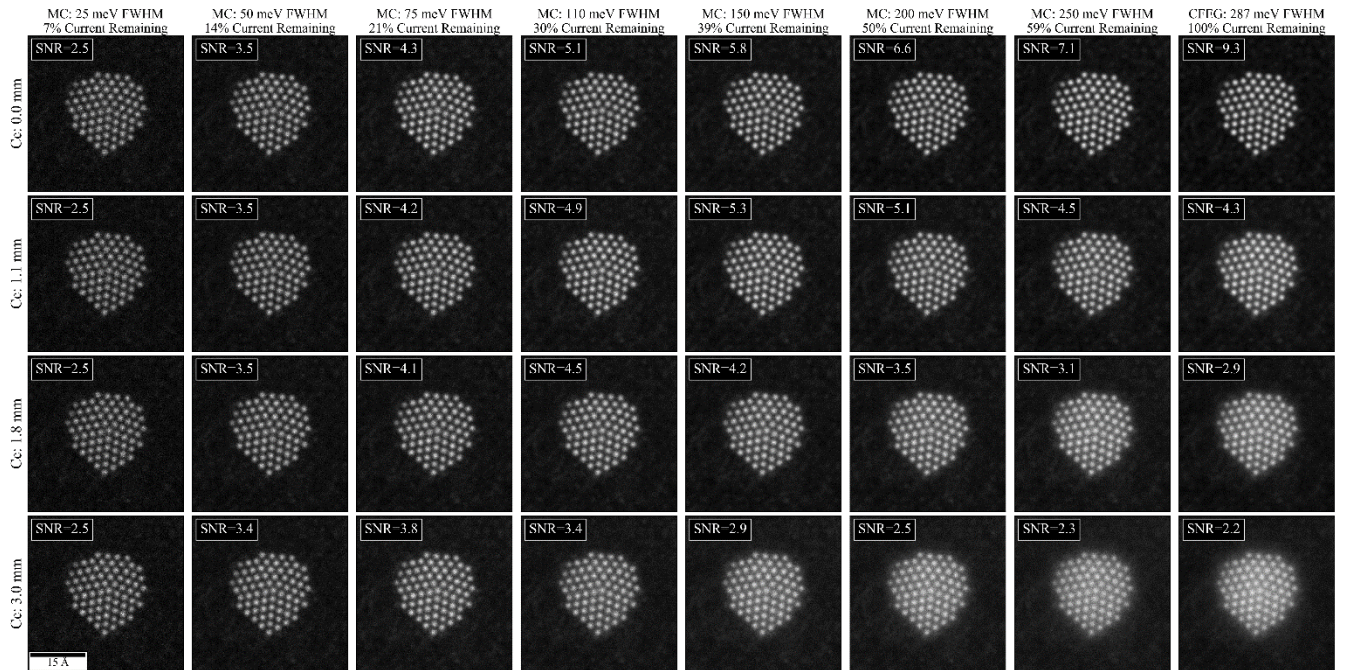 MC: 25 meV FWHM
7% Current Remaining
MC: 50 meV FWHM
14% Current Remaining
MC: 75 meV FWHM
21% Current Remaining
MC: 110 meV FWHM
30% Current Remaining
MC: 150 meV FWHM
39% Current Remaining
MC: 200 meV FWHM
50% Current Remaining
MC: 250 meV FWHM
59% Current Remaining
CFEG: 287 meV FWHM
100% Current Remaining
Cc: 0.0 mm
SNR=2.5
SNR=3.5
SNR=4.3
SNR=5.1
SNR=5.8
SNR=6.6
SNR=7.1
SNR=9.3
Cc: 1.1 mm
SNR=2.5
SNR=3.5
SNR=4.2
SNR=4.9
SNR=5.3
SNR=5.1
SNR=4.5
SNR=4.3
Cc: 1.8 mm
SNR=2.5
SNR=3.5
SNR=4.1
SNR=4.5
SNR=4.2
SNR=3.5
SNR=3.1
SNR=2.9
Cc: 3.0 mm
SNR=2.5
SNR=3.4
SNR=3.8
SNR=3.4
SNR=2.9
SNR=2.5
SNR=2.3
SNR=2.2
15 Å